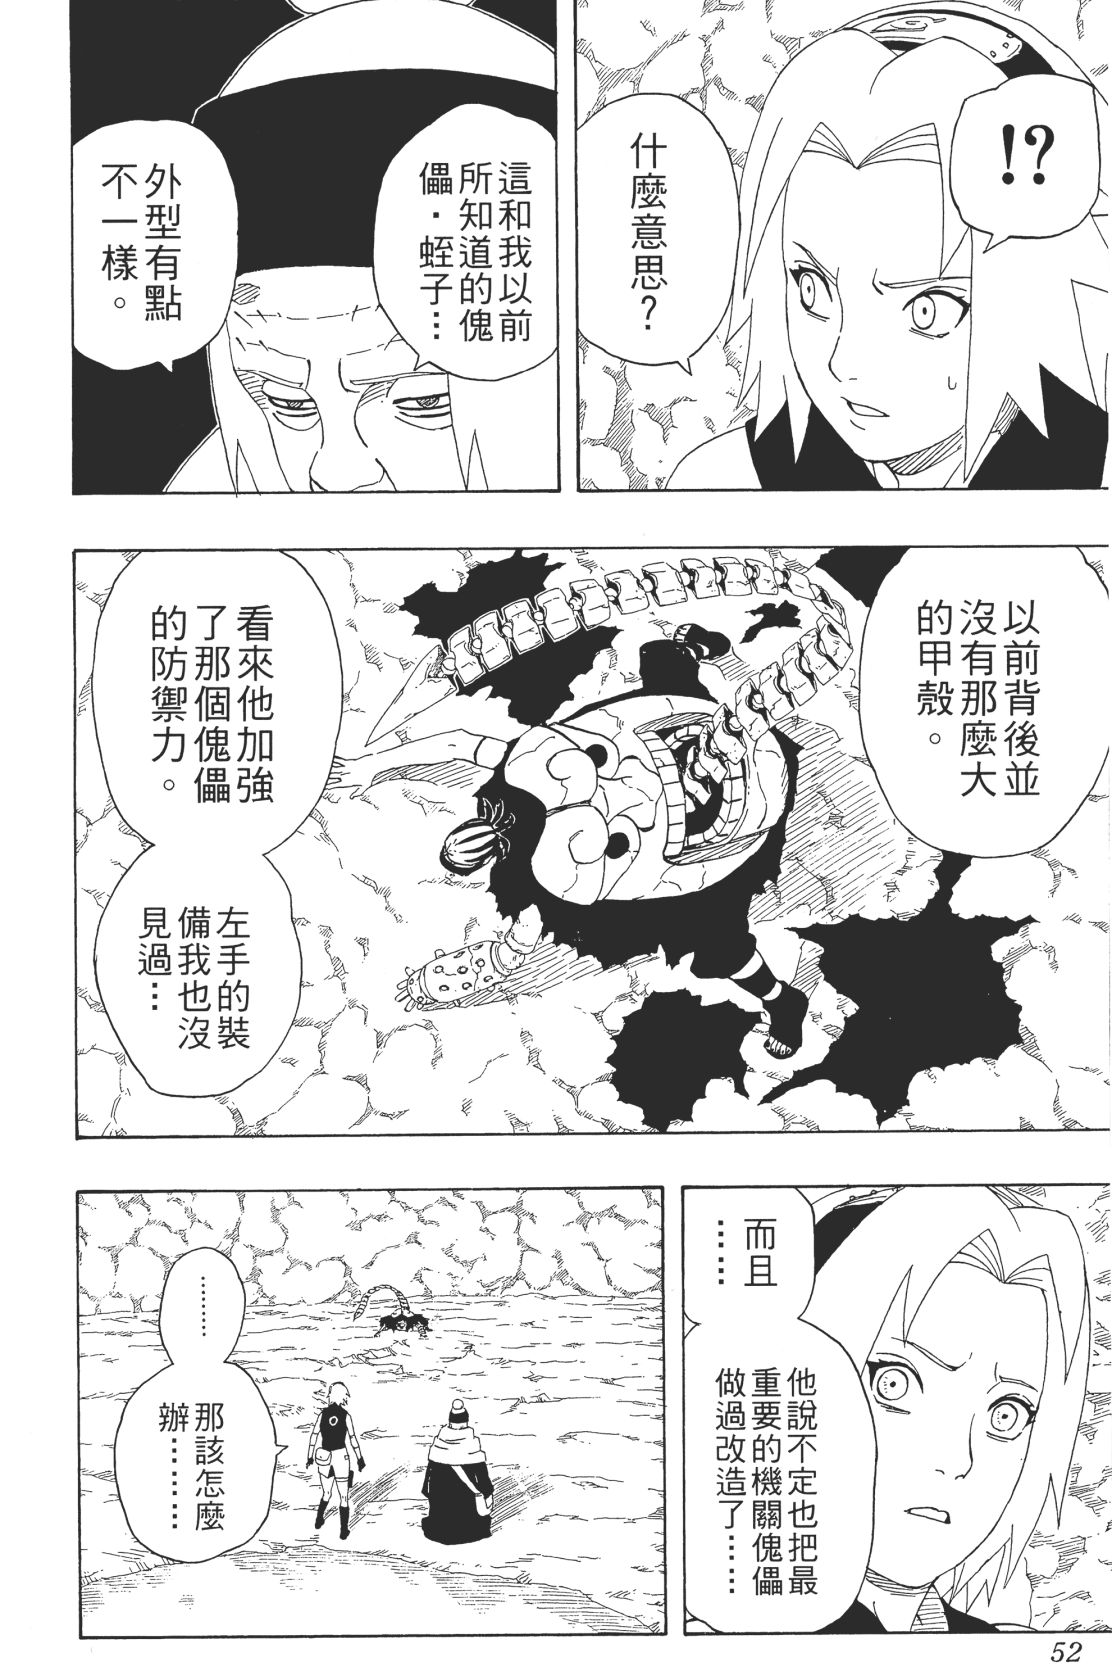 !?
什麼意思?
這和我以前
所知道的傀
儡．蛭子…
外型有點
不一樣。
以前背後並
沒有那麼大
的甲殼。
看來他加強
了那個傀儡
的防禦力。
左手的裝
備我也沒
見過…
而且
……
他說不定也把最
重要的機關傀儡
做過改造了……
………
那該怎麼
辦………
52